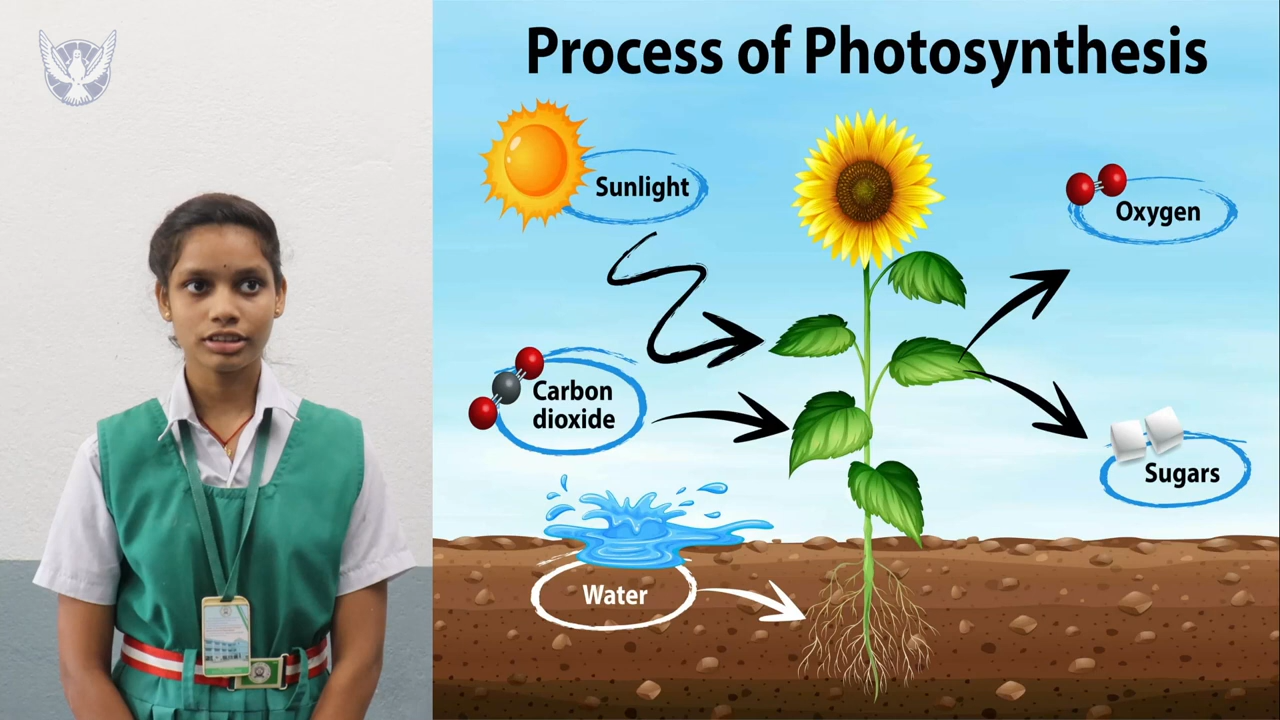 Process of Photosynthesis
Sunlight
Oxygen
Carbon
dioxide
Sugars
Water